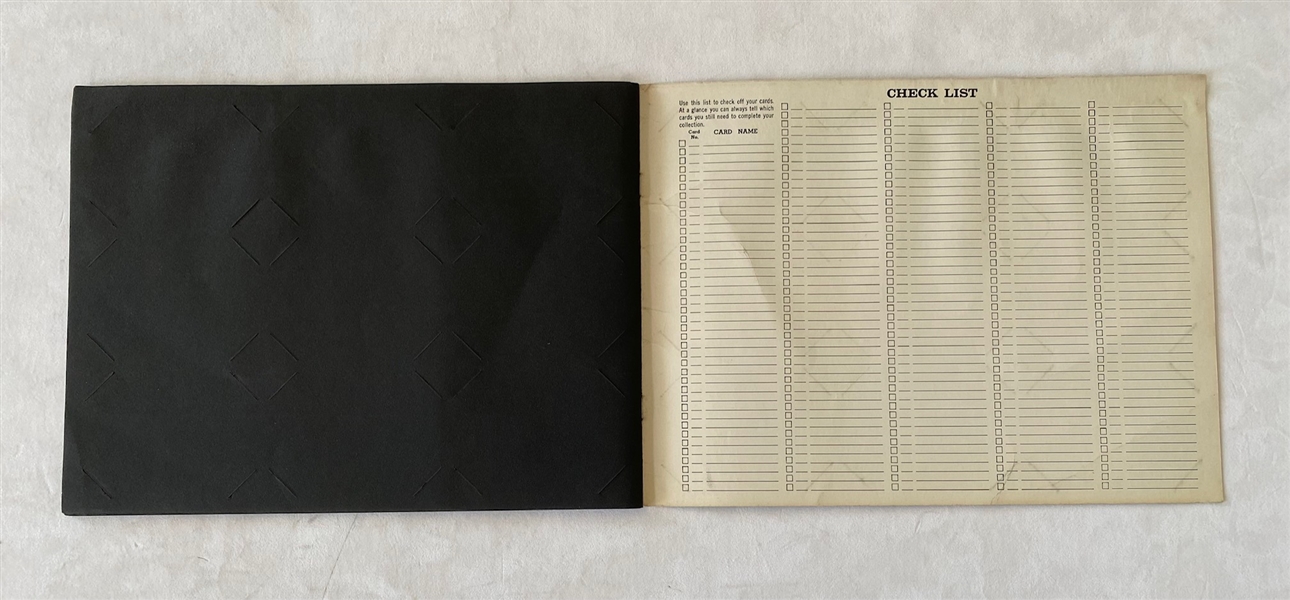 CHECK LIST
Use this list to check off your cards.
At a glance you can always tell which
cards you still need to complete your
collection.
Card
No.
CARD NAME